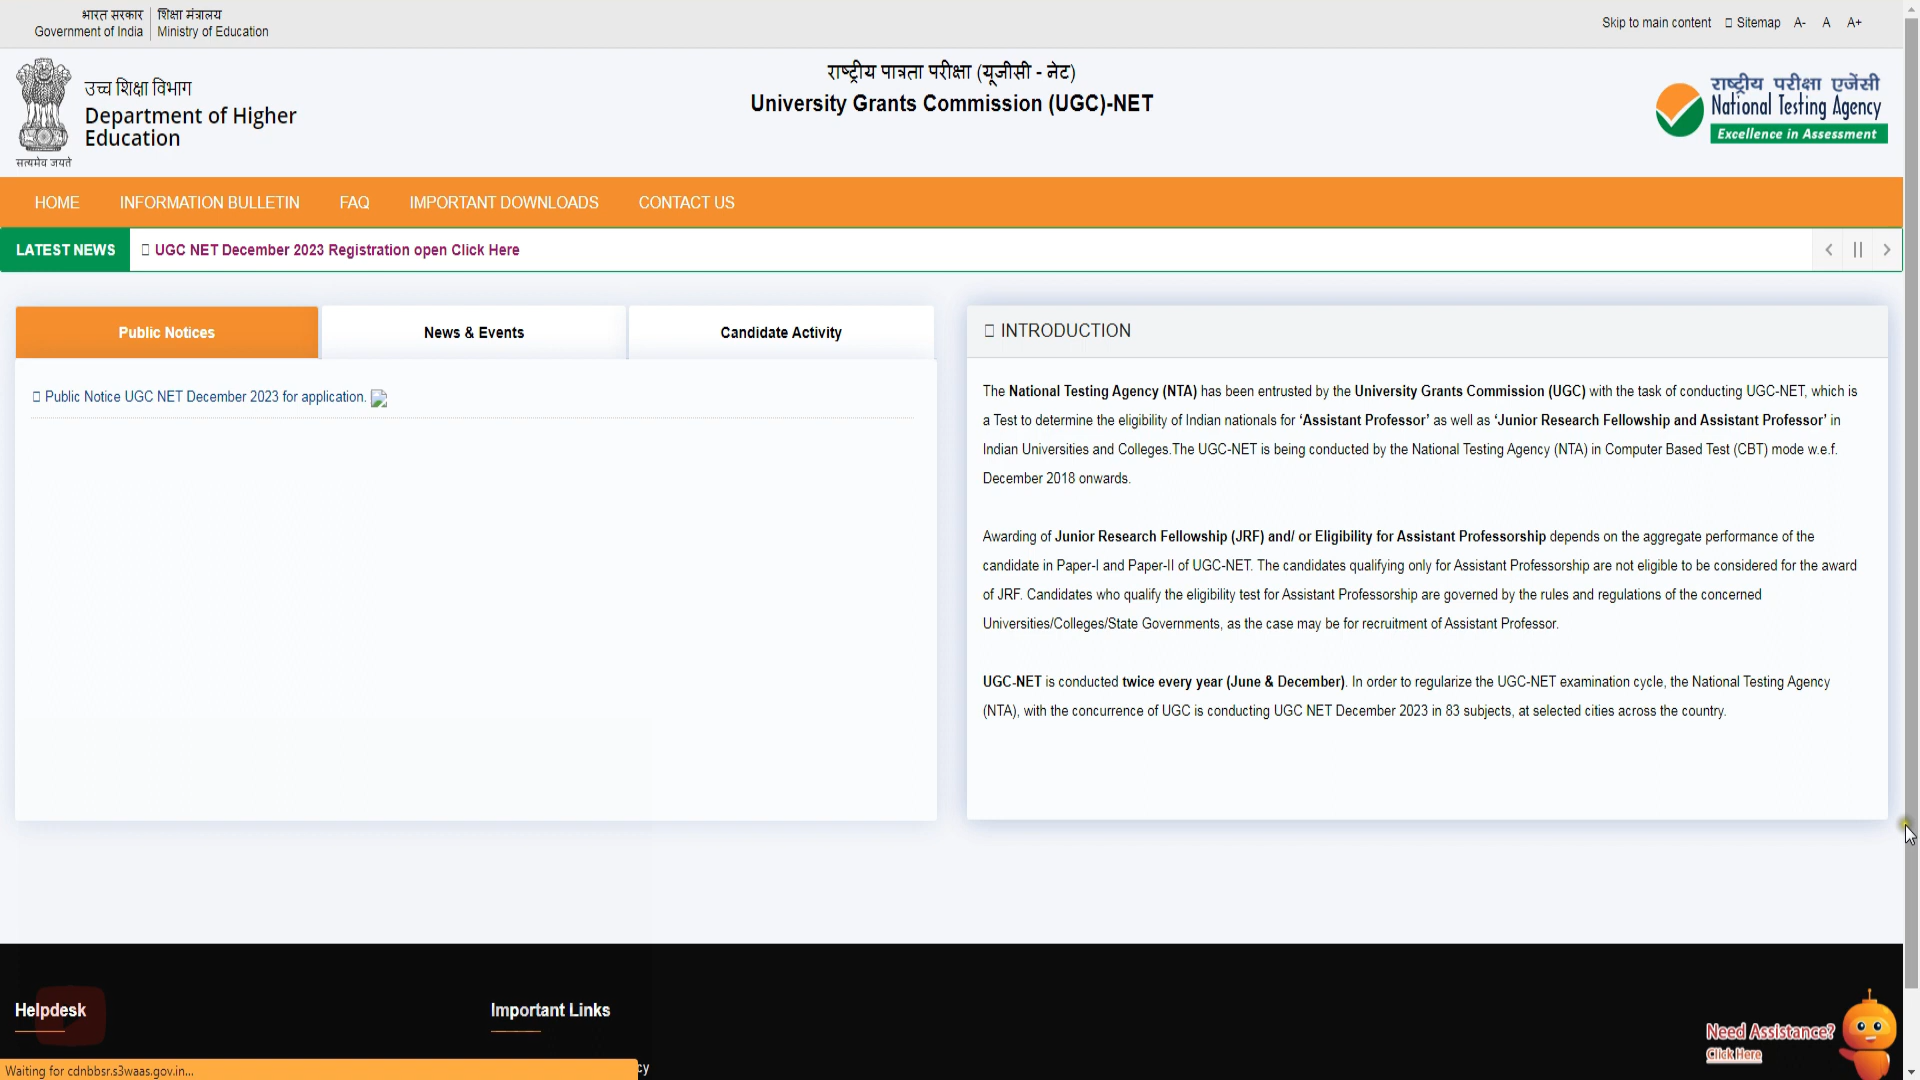 भारत सरकार
Government of India
शिक्षा मंत्रालय
Ministry of Education
Skip to main content
Sitemap
A-
A
A+
सत्यमेव जयते
उच्च शिक्षा विभाग
Department of Higher
Education
राष्ट्रीय पात्रता परीक्षा (यूजीसी - नेट)
University Grants Commission (UGC)-NET
राष्ट्रीय परीक्षा एजेंसी
National Testing Agency
Excellence in Assessment
HOME
INFORMATION BULLETIN
FAQ
IMPORTANT DOWNLOADS
CONTACT US
LATEST NEWS
UGC NET December 2023 Registration open Click Here
Public Notices
News & Events
Candidate Activity
Public Notice UGC NET December 2023 for application.
INTRODUCTION
The National Testing Agency (NTA) has been entrusted by the University Grants Commission (UGC) with the task of conducting UGC-NET, which is
a Test to determine the eligibility of Indian nationals for ‘Assistant Professor’ as well as ‘Junior Research Fellowship and Assistant Professor’ in
Indian Universities and Colleges.The UGC-NET is being conducted by the National Testing Agency (NTA) in Computer Based Test (CBT) mode w.e.f.
December 2018 onwards.
Awarding of Junior Research Fellowship (JRF) and/ or Eligibility for Assistant Professorship depends on the aggregate performance of the
candidate in Paper-I and Paper-II of UGC-NET. The candidates qualifying only for Assistant Professorship are not eligible to be considered for the award
of JRF. Candidates who qualify the eligibility test for Assistant Professorship are governed by the rules and regulations of the concerned
Universities/Colleges/State Governments, as the case may be for recruitment of Assistant Professor.
UGC-NET is conducted twice every year (June & December). In order to regularize the UGC-NET examination cycle, the National Testing Agency
(NTA), with the concurrence of UGC is conducting UGC NET December 2023 in 83 subjects, at selected cities across the country.
Helpdesk
Important Links
Need Assistance?
Click Here
Waiting for cdnbbsr.s3waas.gov.in...